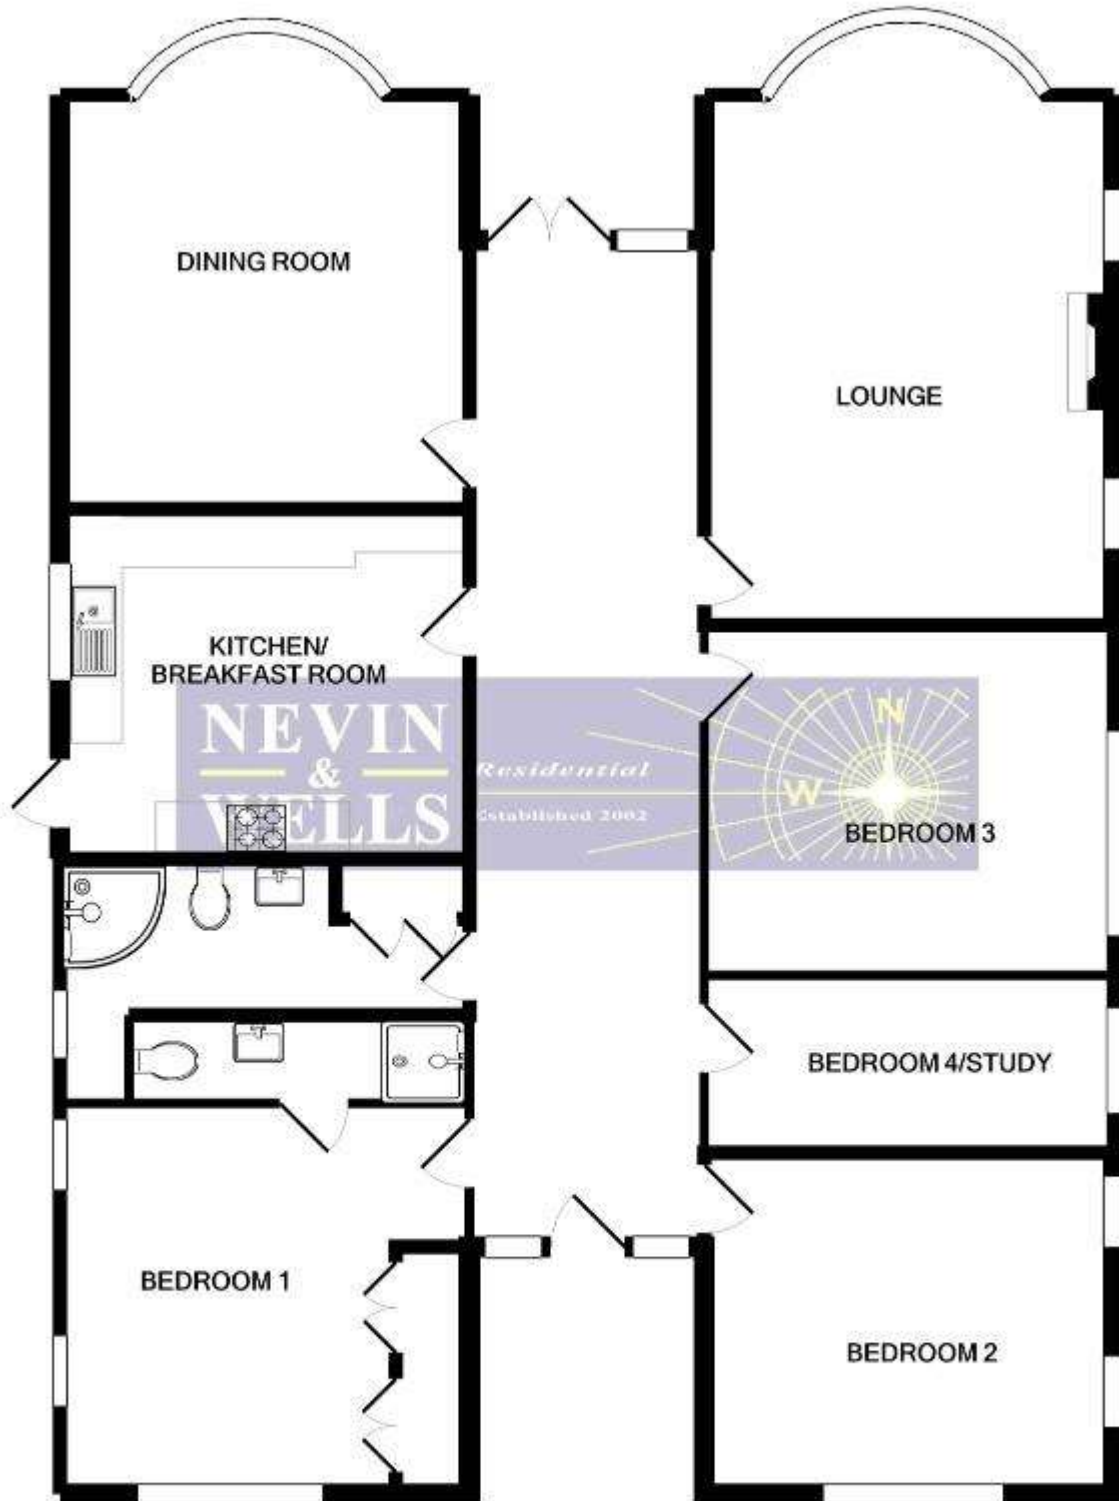 DINING ROOM
LOUNGE
KITCHEN/
BREAKFAST ROOM
NEVIN
&
WELLS
Residential
Established 2002
N
W
BEDROOM 3
BEDROOM 4/STUDY
BEDROOM 1
BEDROOM 2